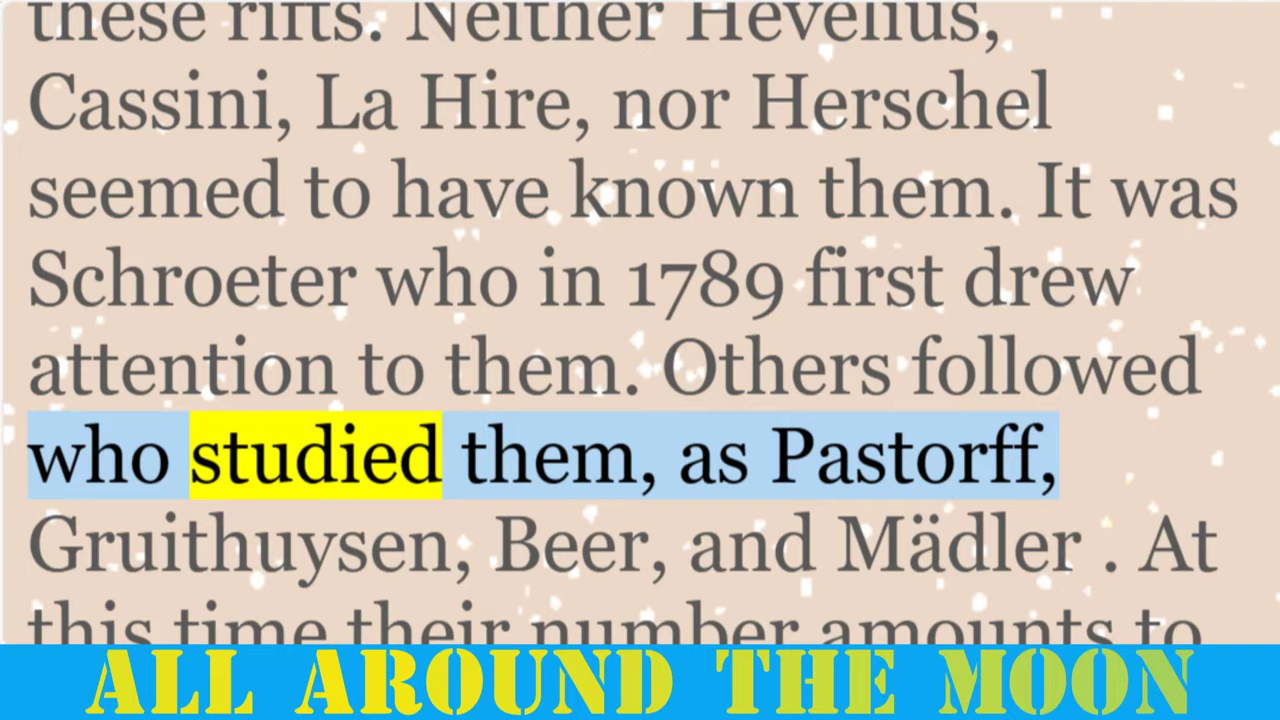 these rifts. Neither Hevelius,
Cassini, La Hire, nor Herschel
seemed to have known them. It was
Schroeter who in 1789 first drew
attention to them. Others followed
who studied them, as Pastorff,
Gruithuysen, Beer, and Mädler . At
this time their number amounts to
ALL AROUND THE MOON